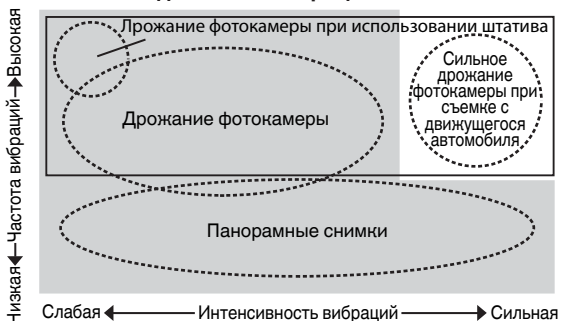 Дрожание фотокамеры при использовании штатива
Сильное
дрожание
фотокамеры при
съемке с
движущегося
автомобиля
Дрожание фотокамеры
Панорамные снимки
Низкая Частота вибраций Высокая
Слабая Интенсивность вибраций Сильная